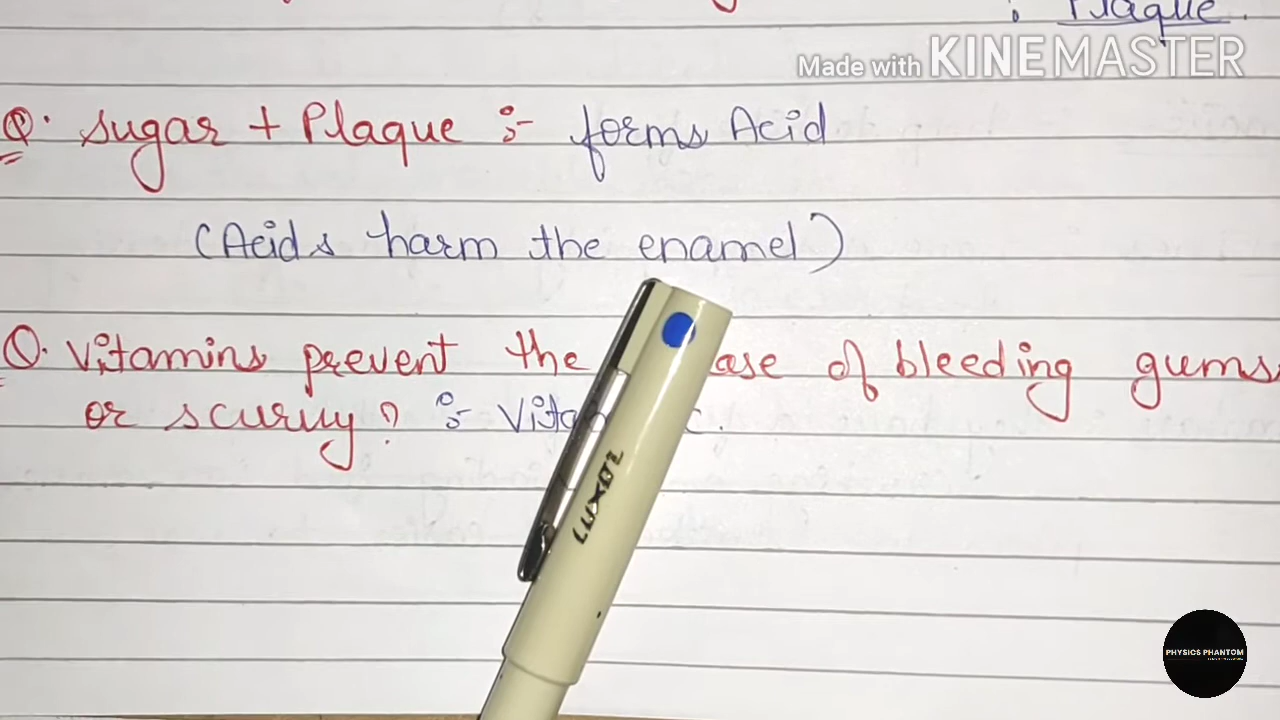 : Plaque.
Made with KINEMASTER
Q. Sugar + Plaque :- forms Acid
(Acids harm the enamel)
Q. Vitamins prevent the ase of bleeding gums
or scurvy? :- Vita C.
LUXOR
PHYSICS PHANTOM